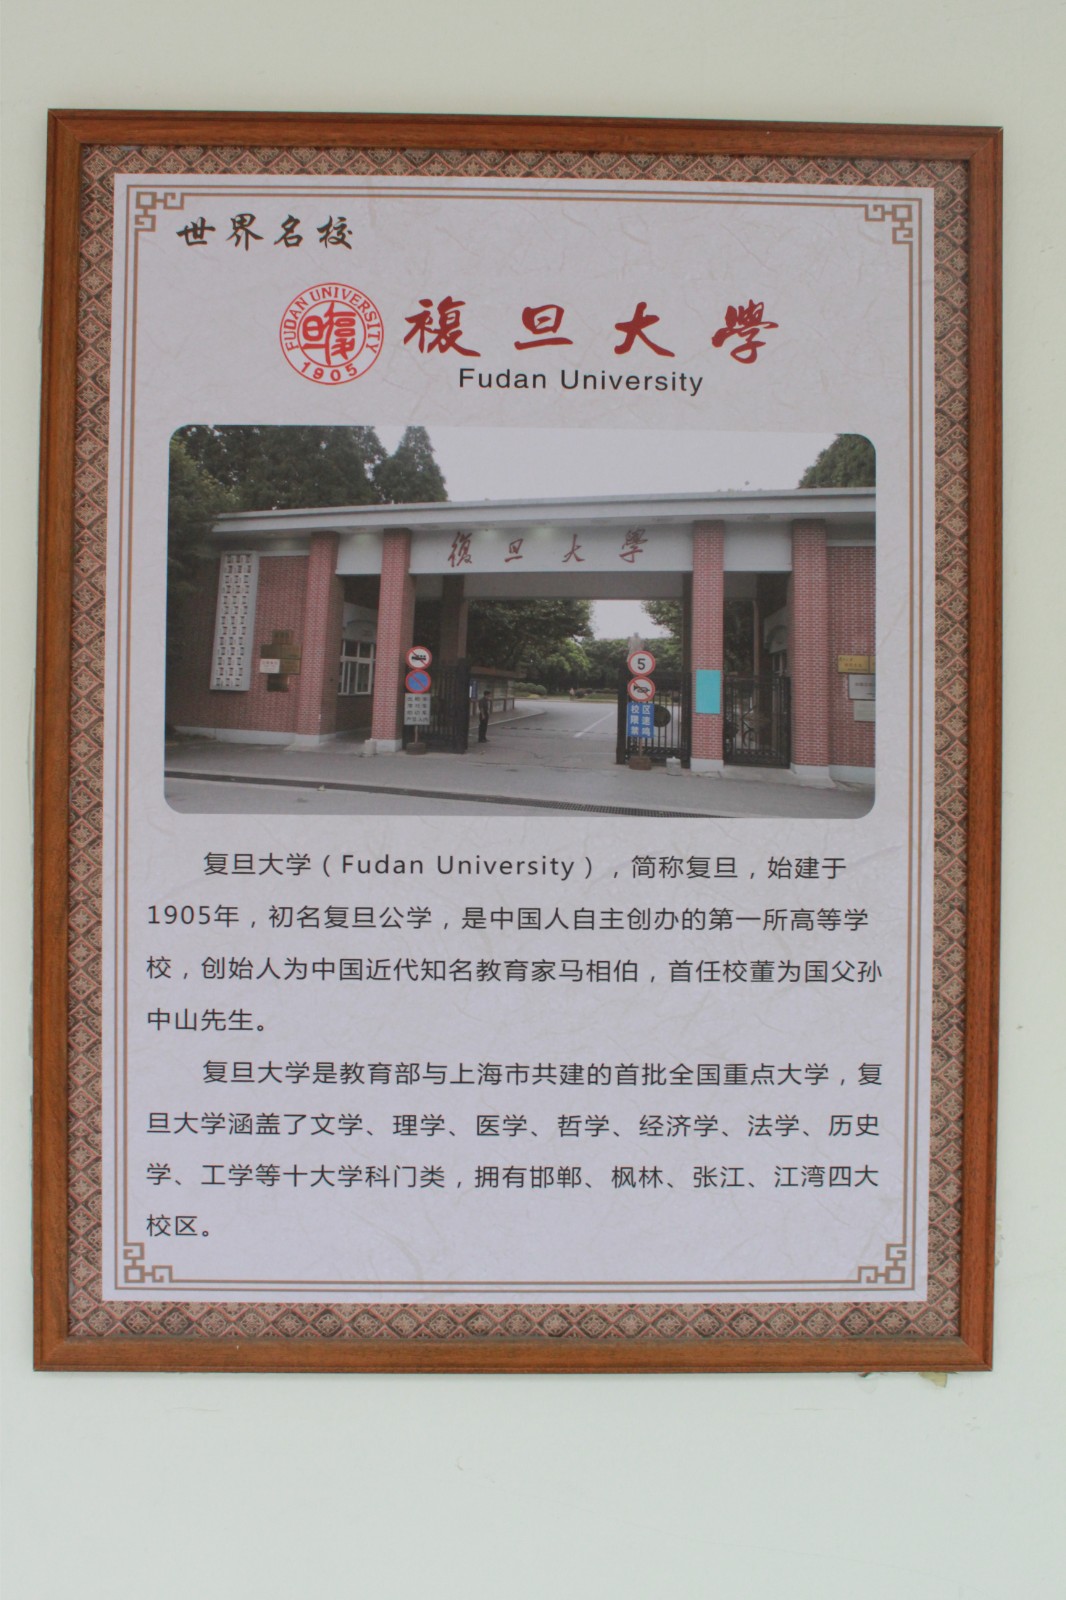 世界名校
FUDAN UNIVERSITY
復旦
1905
複旦大學
Fudan University
復旦大學
5
校区
限速
禁鸣
复旦大学（Fudan University），简称复旦，始建于
1905年，初名复旦公学，是中国人自主创办的第一所高等学
校，创始人为中国近代知名教育家马相伯，首任校董为国父孙
中山先生。
复旦大学是教育部与上海市共建的首批全国重点大学，复
旦大学涵盖了文学、理学、医学、哲学、经济学、法学、历史
学、工学等十大学科门类，拥有邯郸、枫林、张江、江湾四大
校区。